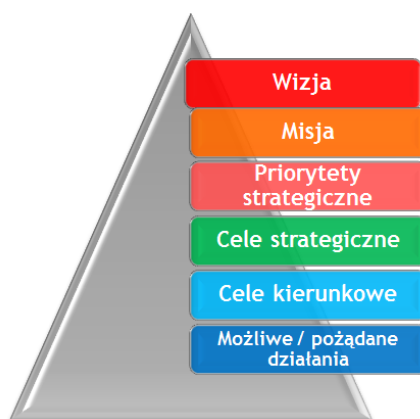 Wizja
Misja
Priorytety
strategiczne
Cele strategiczne
Cele kierunkowe
Możliwe / pożądane
działania